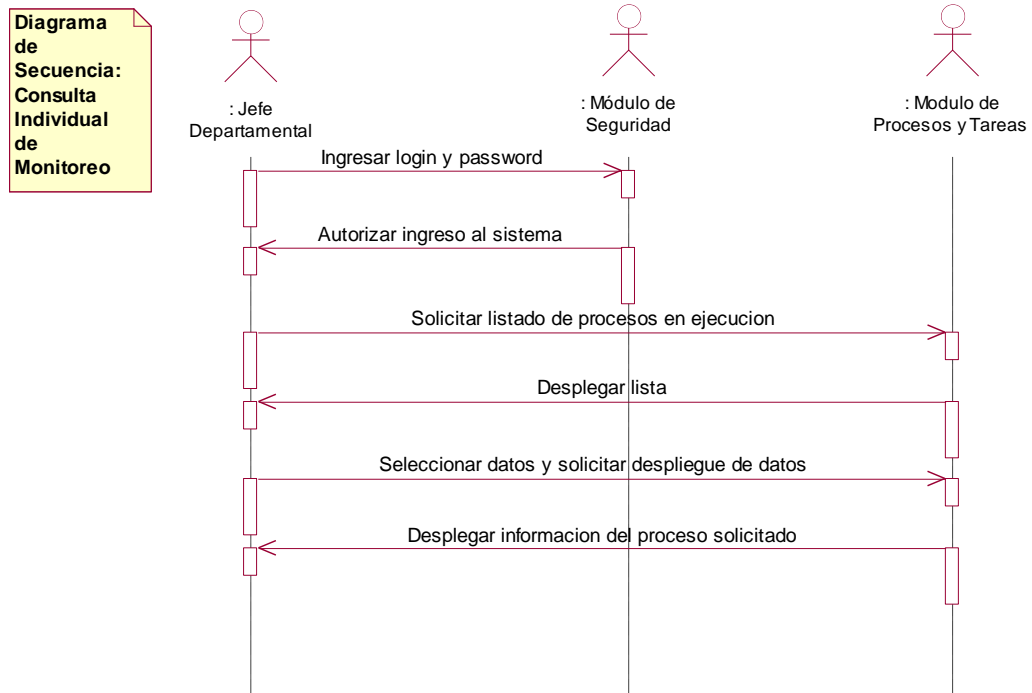 Diagrama
de
Secuencia:
Consulta
Individual
de
Monitoreo
: Jefe
Departamental
: Módulo de
Seguridad
: Modulo de
Procesos y Tareas
Ingresar login y password
Autorizar ingreso al sistema
Solicitar listado de procesos en ejecucion
Desplegar lista
Seleccionar datos y solicitar despliegue de datos
Desplegar informacion del proceso solicitado